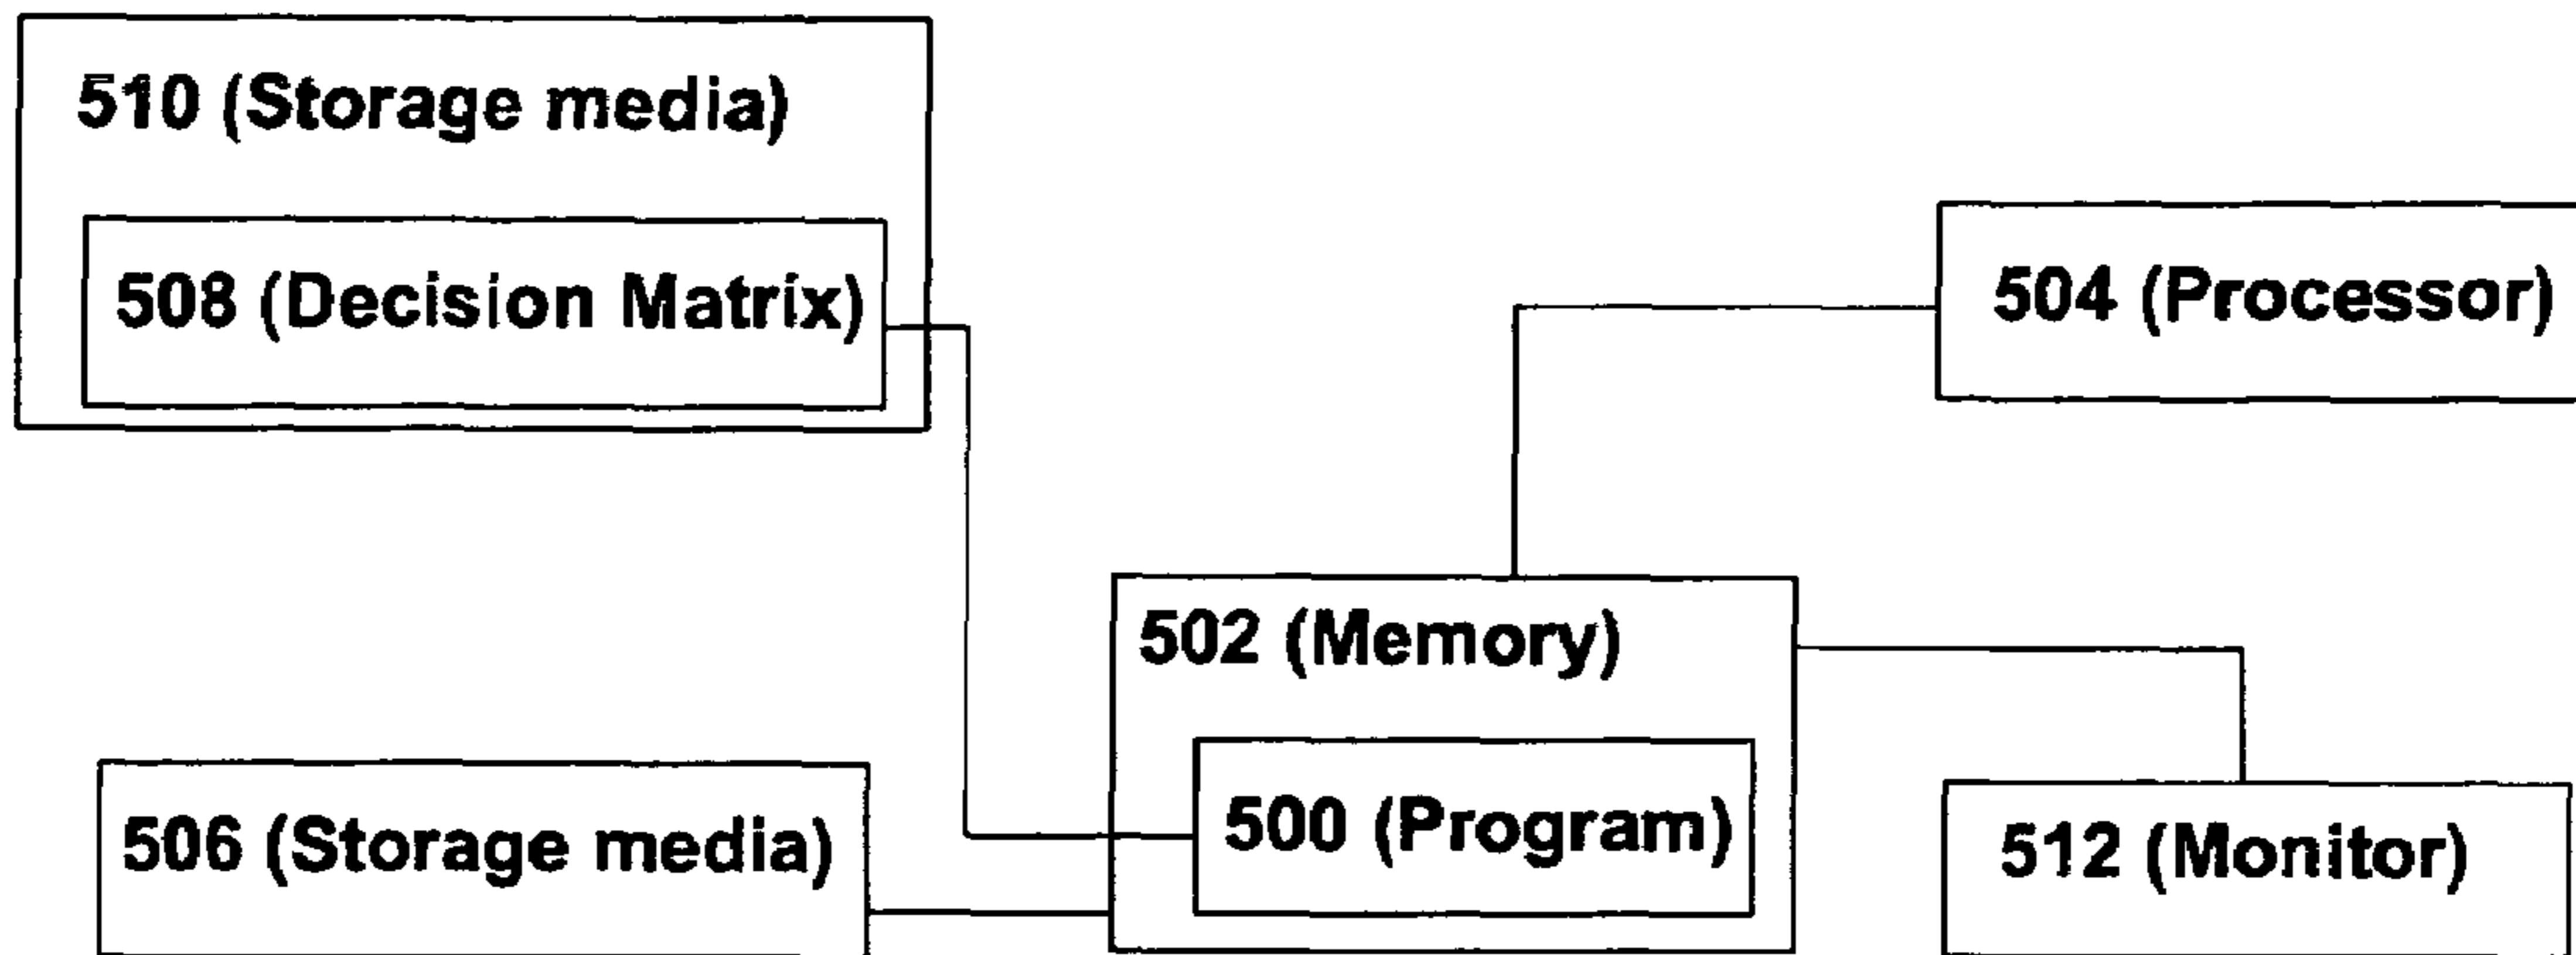 510 (Storage media)
508 (Decision Matrix)
504 (Processor)
502 (Memory)
500 (Program)
506 (Storage media)
512 (Monitor)